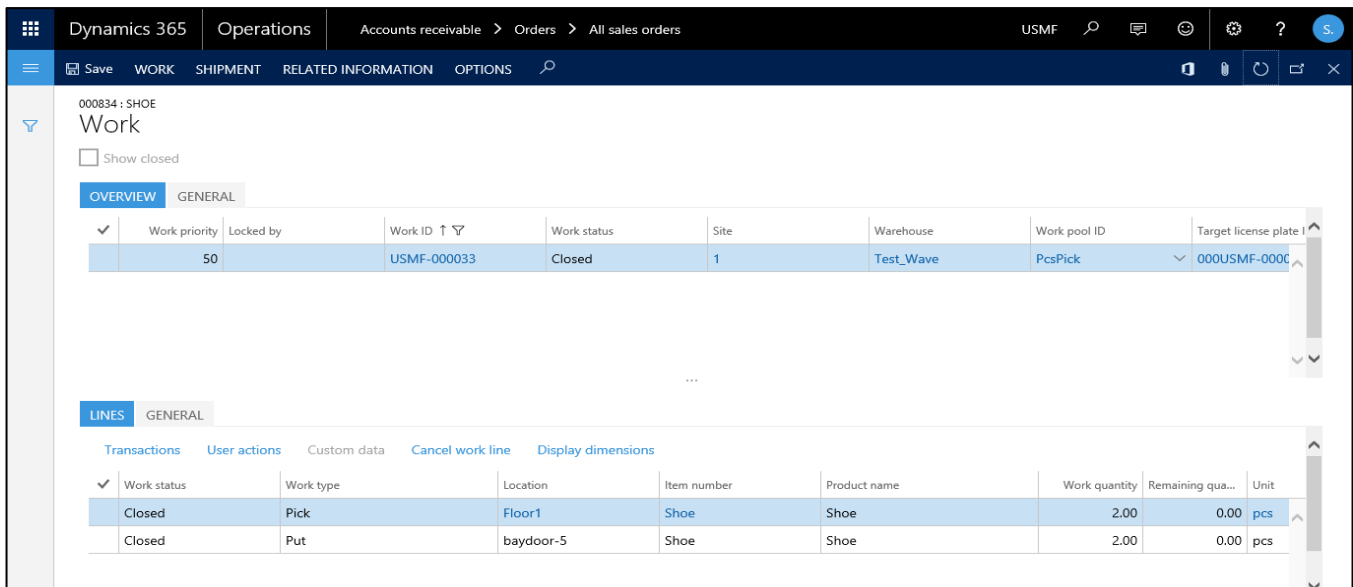 Dynamics 365 Operations Accounts receivable > Orders > All sales orders USMF ? S.
Save WORK SHIPMENT RELATED INFORMATION OPTIONS
000834 : SHOE
Work
Show closed
OVERVIEW GENERAL
Work priority Locked by Work ID ↑ Work status Site Warehouse Work pool ID Target license plate I
50 USMF-000033 Closed 1 Test_Wave PcsPick 000USMF-0000
...
LINES GENERAL
Transactions User actions Custom data Cancel work line Display dimensions
Work status Work type Location Item number Product name Work quantity Remaining qua... Unit
Closed Pick Floor1 Shoe Shoe 2.00 0.00 pcs
Closed Put baydoor-5 Shoe Shoe 2.00 0.00 pcs